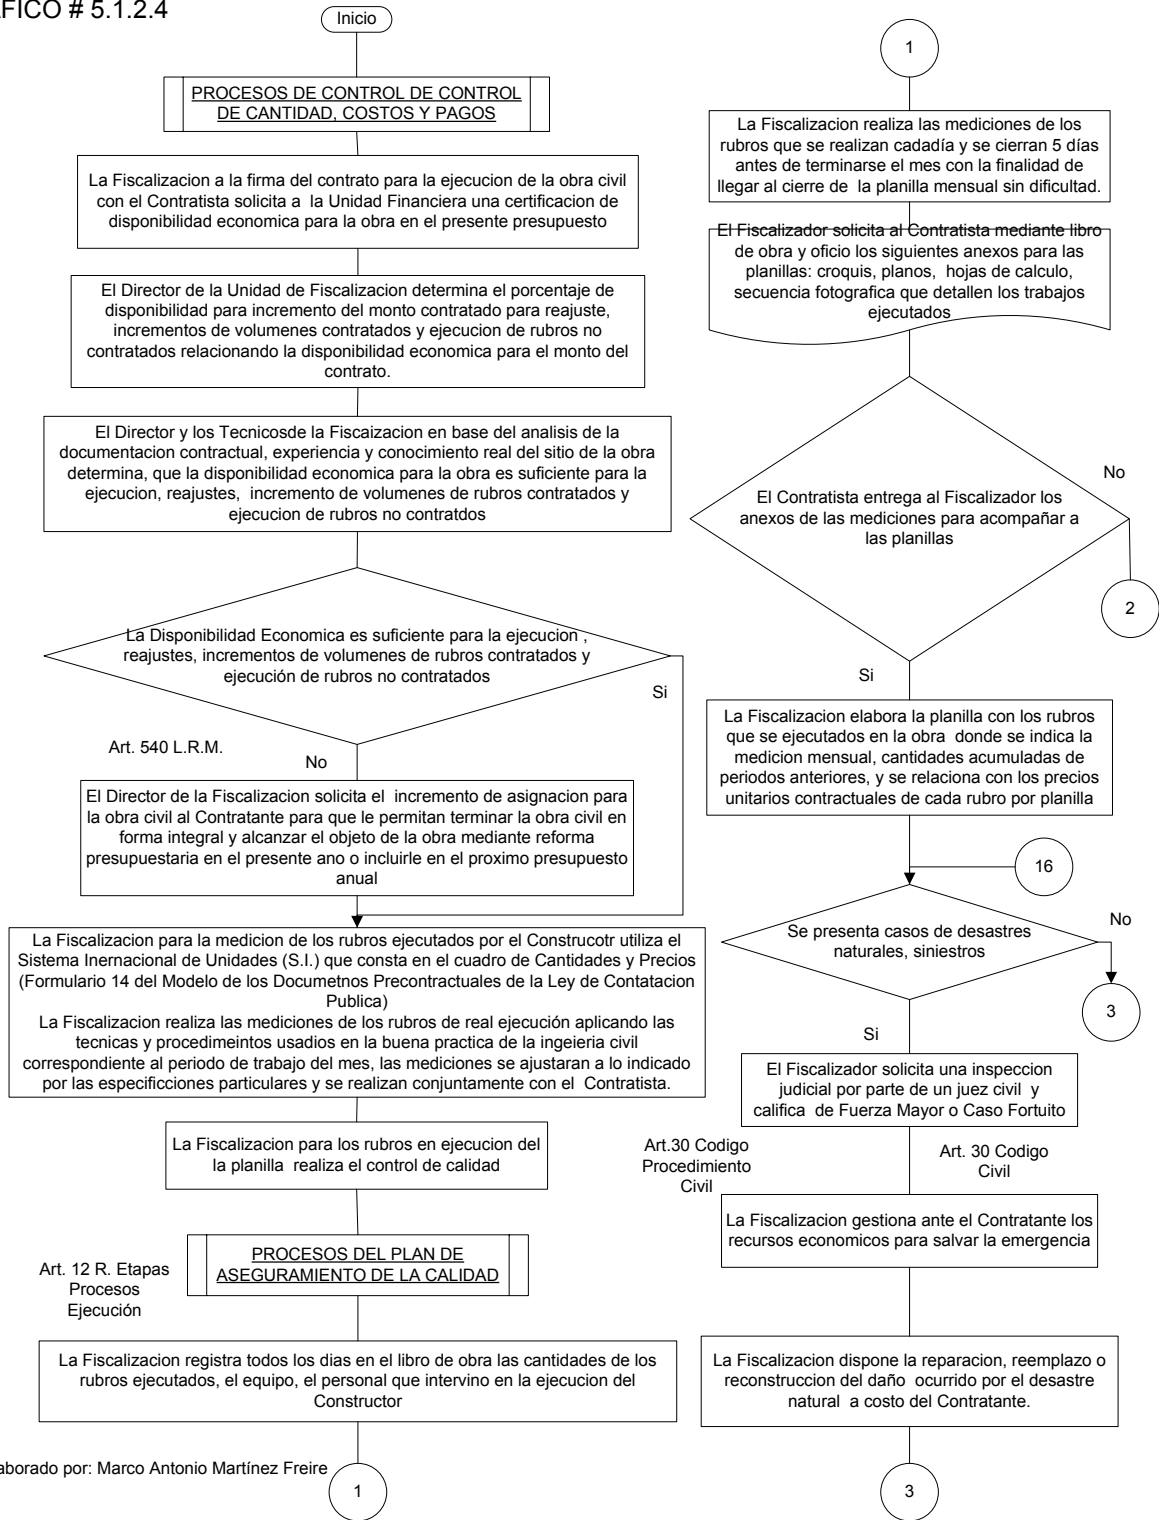 FICO # 5.1.2.4
Inicio
PROCESOS DE CONTROL DE CONTROL
DE CANTIDAD, COSTOS Y PAGOS
La Fiscalizacion a la firma del contrato para la ejecucion de la obra civil
con el Contratista solicita a  la Unidad Financiera una certificacion de
disponibilidad economica para la obra en el presente presupuesto
El Director de la Unidad de Fiscalizacion determina el porcentaje de
disponibilidad para incremento del monto contratado para reajuste,
incrementos de volumenes contratados y ejecucion de rubros no
contratados relacionando la disponibilidad economica para el monto del
contrato.
El Director y los Tecnicosde la Fiscaizacion en base del analisis de la
documentacion contractual, experiencia y conocimiento real del sitio de la obra
determina, que la disponibilidad economica para la obra es suficiente para la
ejecucion, reajustes,  incremento de volumenes de rubros contratados y
ejecucion de rubros no contratdos
La Disponibilidad Economica es suficiente para la ejecucion ,
reajustes, incrementos de volumenes de rubros contratados y
ejecución de rubros no contratados
Si
Art. 540 L.R.M.
No
El Director de la Fiscalizacion solicita el  incremento de asignacion para
la obra civil al Contratante para que le permitan terminar la obra civil en
forma integral y alcanzar el objeto de la obra mediante reforma
presupuestaria en el presente ano o incluirle en el proximo presupuesto
anual
La Fiscalizacion para la medicion de los rubros ejecutados por el Construcotr utiliza el
Sistema Inernacional de Unidades (S.I.) que consta en el cuadro de Cantidades y Precios
(Formulario 14 del Modelo de los Documetnos Precontractuales de la Ley de Contatacion
Publica)
La Fiscalizacion realiza las mediciones de los rubros de real ejecución aplicando las
tecnicas y procedimeintos usadios en la buena practica de la ingeieria civil
correspondiente al periodo de trabajo del mes, las mediciones se ajustaran a lo indicado
por las especificciones particulares y se realizan conjuntamente con el  Contratista.
La Fiscalizacion para los rubros en ejecucion del
la planilla  realiza el control de calidad
PROCESOS DEL PLAN DE
ASEGURAMIENTO DE LA CALIDAD
Art. 12 R. Etapas
Procesos
Ejecución
La Fiscalizacion registra todos los dias en el libro de obra las cantidades de los
rubros ejecutados, el equipo, el personal que intervino en la ejecucion del
Constructor
aborado por: Marco Antonio Martínez Freire
1
1
La Fiscalizacion realiza las mediciones de los
rubros que se realizan cadadía y se cierran 5 días
antes de terminarse el mes con la finalidad de
llegar al cierre de  la planilla mensual sin dificultad.
El Fiscalizador solicita al Contratista mediante libro
de obra y oficio los siguientes anexos para las
planillas: croquis, planos,  hojas de calculo,
secuencia fotografica que detallen los trabajos
ejecutados
No
El Contratista entrega al Fiscalizador los
anexos de las mediciones para acompañar a
las planillas
2
Si
La Fiscalizacion elabora la planilla con los rubros
que se ejecutados en la obra  donde se indica la
medicion mensual, cantidades acumuladas de
periodos anteriores, y se relaciona con los precios
unitarios contractuales de cada rubro por planilla
16
Se presenta casos de desastres
naturales, siniestros
No
3
Si
El Fiscalizador solicita una inspeccion
judicial por parte de un juez civil  y
califica  de Fuerza Mayor o Caso Fortuito
Art.30 Codigo
Procedimiento
Civil
Art. 30 Codigo
Civil
La Fiscalizacion gestiona ante el Contratante los
recursos economicos para salvar la emergencia
La Fiscalizacion dispone la reparacion, reemplazo o
reconstruccion del daño  ocurrido por el desastre
natural  a costo del Contratante.
3